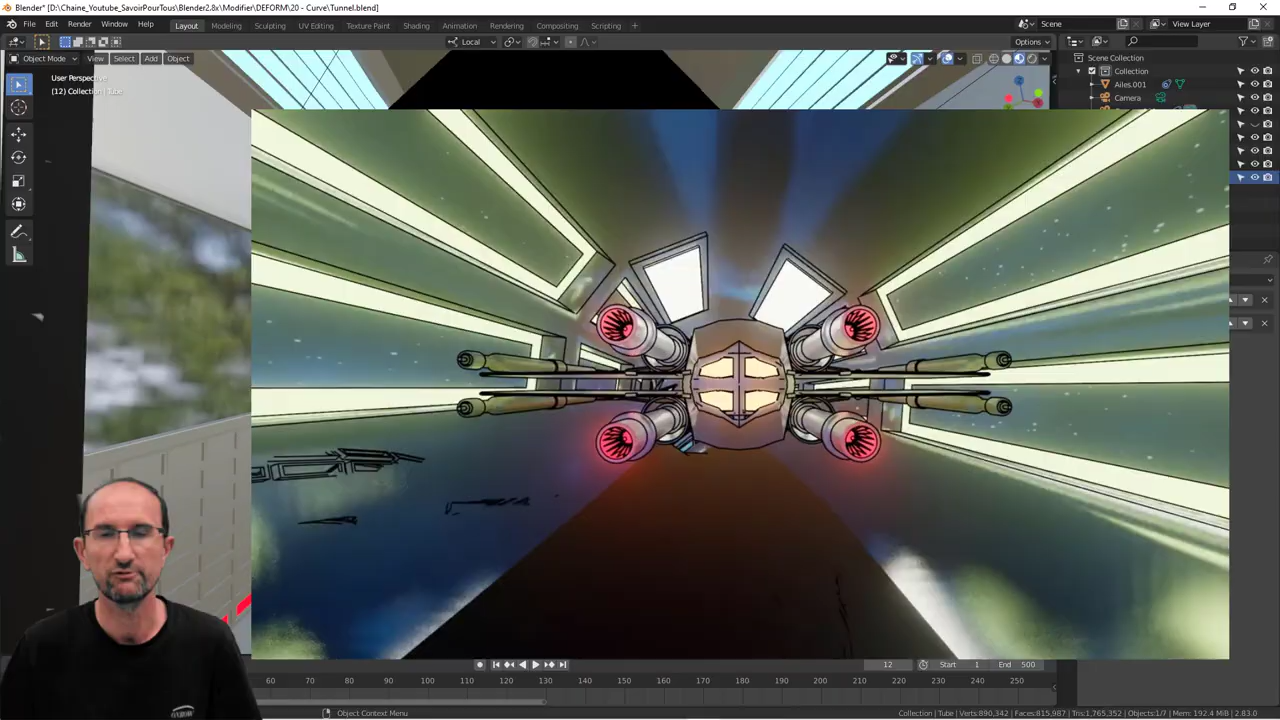 Blender* [D:\Chaine_Youtube_SavoirPourTous\Blender2.8x\Modifier\DEFORM\20 - Curve\Tunnel.blend]
File Edit Render Window Help Layout Modeling Sculpting UV Editing Texture Paint Shading Animation Rendering Compositing Scripting + Scene View Layer
Local Options
Object Mode View Select Add Object
User Perspective
(12) Collection | Tube
Scene Collection
Collection
Ailes.001
Camera
12 Start 1 End 500
60 70 80 90 100 110 120 130 140 150 160 170 180 190 200 210 220 230 240 250
Object Context Menu
Collection | Tube | Verts:890,342 | Faces:815,987 | Tris:1,765,352 | Objects:1/7 | Mem: 192.4 MiB | 2.83.0